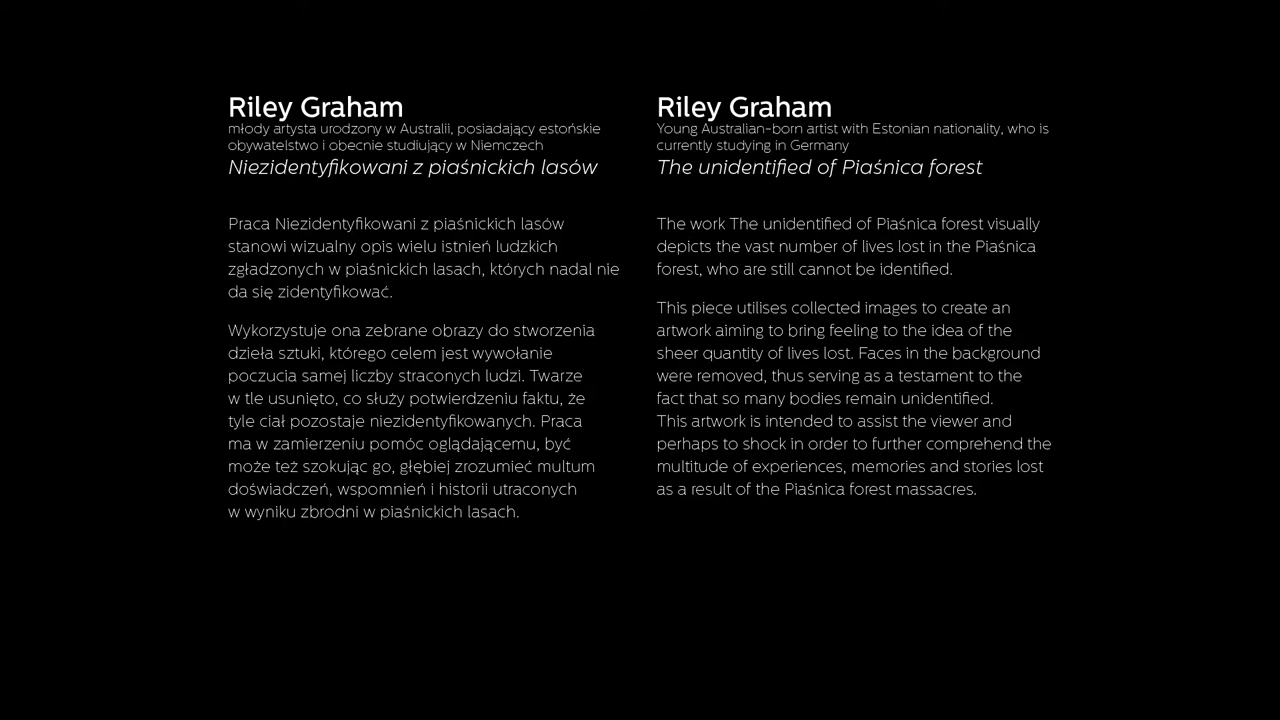 Riley Graham
młody artysta urodzony w Australii, posiadający estońskie
obywatelstwo i obecnie studiujący w Niemczech
Niezidentyfikowani z piaśnickich lasów
Praca Niezidentyfikowani z piaśnickich lasów
stanowi wizualny opis wielu istnień ludzkich
zgładzonych w piaśnickich lasach, których nadal nie
da się zidentyfikować.
Wykorzystuje ona zebrane obrazy do stworzenia
dzieła sztuki, którego celem jest wywołanie
poczucia samej liczby straconych ludzi. Twarze
w tle usunięto, co służy potwierdzeniu faktu, że
tyle ciał pozostaje niezidentyfikowanych. Praca
ma w zamierzeniu pomóc oglądającemu, być
może też szokując go, głębiej zrozumieć multum
doświadczeń, wspomnień i historii utraconych
w wyniku zbrodni w piaśnickich lasach.
Riley Graham
Young Australian-born artist with Estonian nationality, who is
currently studying in Germany
The unidentified of Piaśnica forest
The work The unidentified of Piaśnica forest visually
depicts the vast number of lives lost in the Piaśnica
forest, who are still cannot be identified.
This piece utilises collected images to create an
artwork aiming to bring feeling to the idea of the
sheer quantity of lives lost. Faces in the background
were removed, thus serving as a testament to the
fact that so many bodies remain unidentified.
This artwork is intended to assist the viewer and
perhaps to shock in order to further comprehend the
multitude of experiences, memories and stories lost
as a result of the Piaśnica forest massacres.